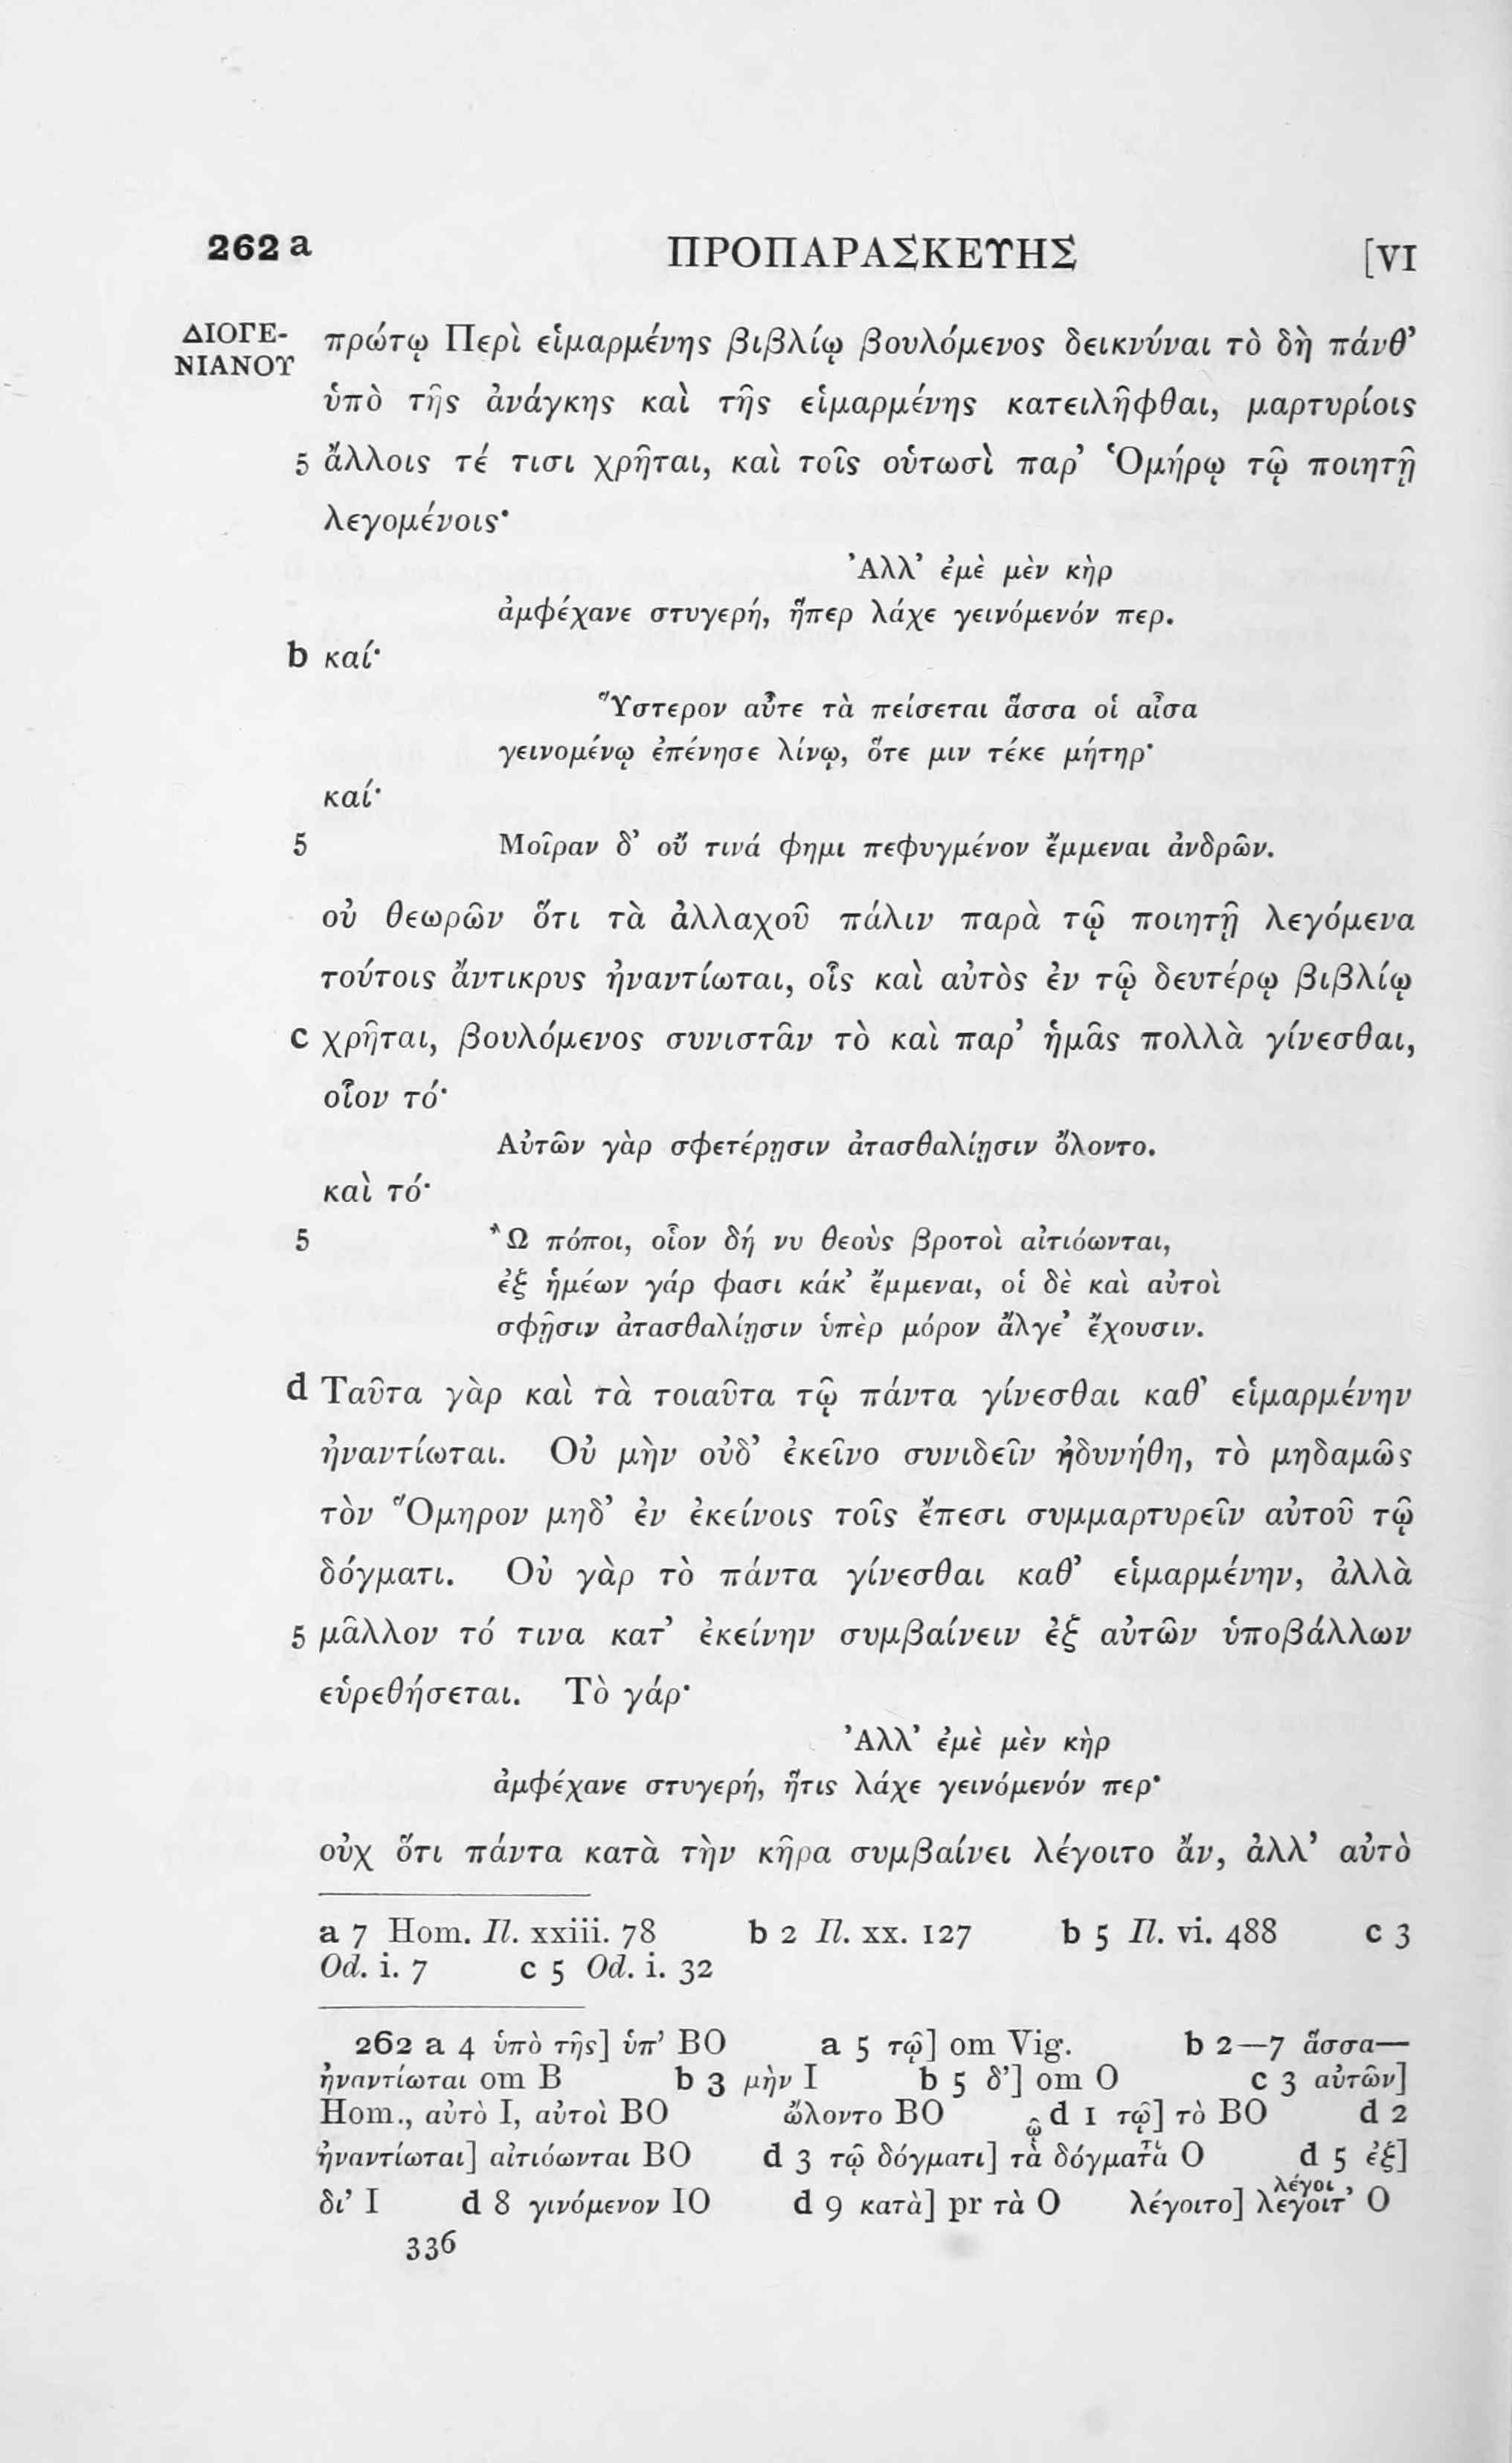 262 a ΠΡΟΠΑΡΑΣΚΕΥΗΣ [VI
ΔΙΟΓΕ-
ΝΙΑΝΟΥ
πρώτῳ Περὶ εἱμαρμένης βιβλίῳ βουλόμενος δεικνύναι τὸ δὴ πάνθ’
ὑπὸ τῆς ἀνάγκης καὶ τῆς εἱμαρμένης κατειλῆφθαι, μαρτυρίοις
5 ἄλλοις τέ τισι χρῆται, καὶ τοῖς οὑτωσὶ παρ’ Ὁμήρῳ τῷ ποιητῇ
λεγομένοις·
Ἀλλ’ ἐμὲ μὲν κὴρ
ἀμφέχανε στυγερή, ἥπερ λάχε γεινόμενόν περ.
b καί·
Ὕστερον αὖτε τὰ πείσεται ἅσσα οἱ αἶσα
γεινομένῳ ἐπένησε λίνῳ, ὅτε μιν τέκε μήτηρ·
καί·
5 Μοῖραν δ’ οὔ τινά φημι πεφυγμένον ἔμμεναι ἀνδρῶν.
οὐ θεωρῶν ὅτι τὰ ἀλλαχοῦ πάλιν παρὰ τῷ ποιητῇ λεγόμενα
τούτοις ἄντικρυς ἠναντίωται, οἷς καὶ αὐτὸς ἐν τῷ δευτέρῳ βιβλίῳ
c χρῆται, βουλόμενος συνιστᾶν τὸ καὶ παρ’ ἡμᾶς πολλὰ γίνεσθαι,
οἷον τό·
Αὐτῶν γὰρ σφετέρῃσιν ἀτασθαλίῃσιν ὄλοντο.
καὶ τό·
5 Ὢ πόποι, οἷον δή νυ θεοὺς βροτοὶ αἰτιόωνται,
ἐξ ἡμέων γάρ φασι κάκ’ ἔμμεναι, οἱ δὲ καὶ αὐτοὶ
σφῇσιν ἀτασθαλίῃσιν ὑπὲρ μόρον ἄλγε’ ἔχουσιν.
d Ταῦτα γὰρ καὶ τὰ τοιαῦτα τῷ πάντα γίνεσθαι καθ’ εἱμαρμένην
ἠναντίωται. Οὐ μὴν οὐδ’ ἐκεῖνο συνιδεῖν ἠδυνήθη, τὸ μηδαμῶς
τὸν Ὅμηρον μηδ’ ἐν ἐκείνοις τοῖς ἔπεσι συμμαρτυρεῖν αὐτοῦ τῷ
δόγματι. Οὐ γὰρ τὸ πάντα γίνεσθαι καθ’ εἱμαρμένην, ἀλλὰ
5 μᾶλλον τό τινα κατ’ ἐκείνην συμβαίνειν ἐξ αὐτῶν ὑποβάλλων
εὑρεθήσεται. Τὸ γάρ·
Ἀλλ’ ἐμὲ μὲν κὴρ
ἀμφέχανε στυγερή, ἥτις λάχε γεινόμενόν περ·
οὐχ ὅτι πάντα κατὰ τὴν κῆρα συμβαίνει λέγοιτο ἄν, ἀλλ’ αὐτὸ
a 7 Hom. Il. xxiii. 78 b 2 Il. xx. 127 b 5 Il. vi. 488 c 3
Od. i. 7 c 5 Od. i. 32
262 a 4 ὑπὸ τῆς] ὑπ’ BO a 5 τῷ] om Vig. b 2—7 ἅσσα—
ἠναντίωται om B b 3 μὴν I b 5 δ’] om O c 3 αὐτῶν]
Hom., αὐτὸ I, αὐτοὶ BO ὤλοντο BO d 1 τῷ] τὸ BO d 2
ἠναντίωται] αἰτιόωνται BO d 3 τῷ δόγματι] τὰ δόγματα O d 5 ἐξ]
δι’ I d 8 γινόμενον IO d 9 κατὰ] pr τὰ O λέγοιτο] λέγοιτ’ O
336